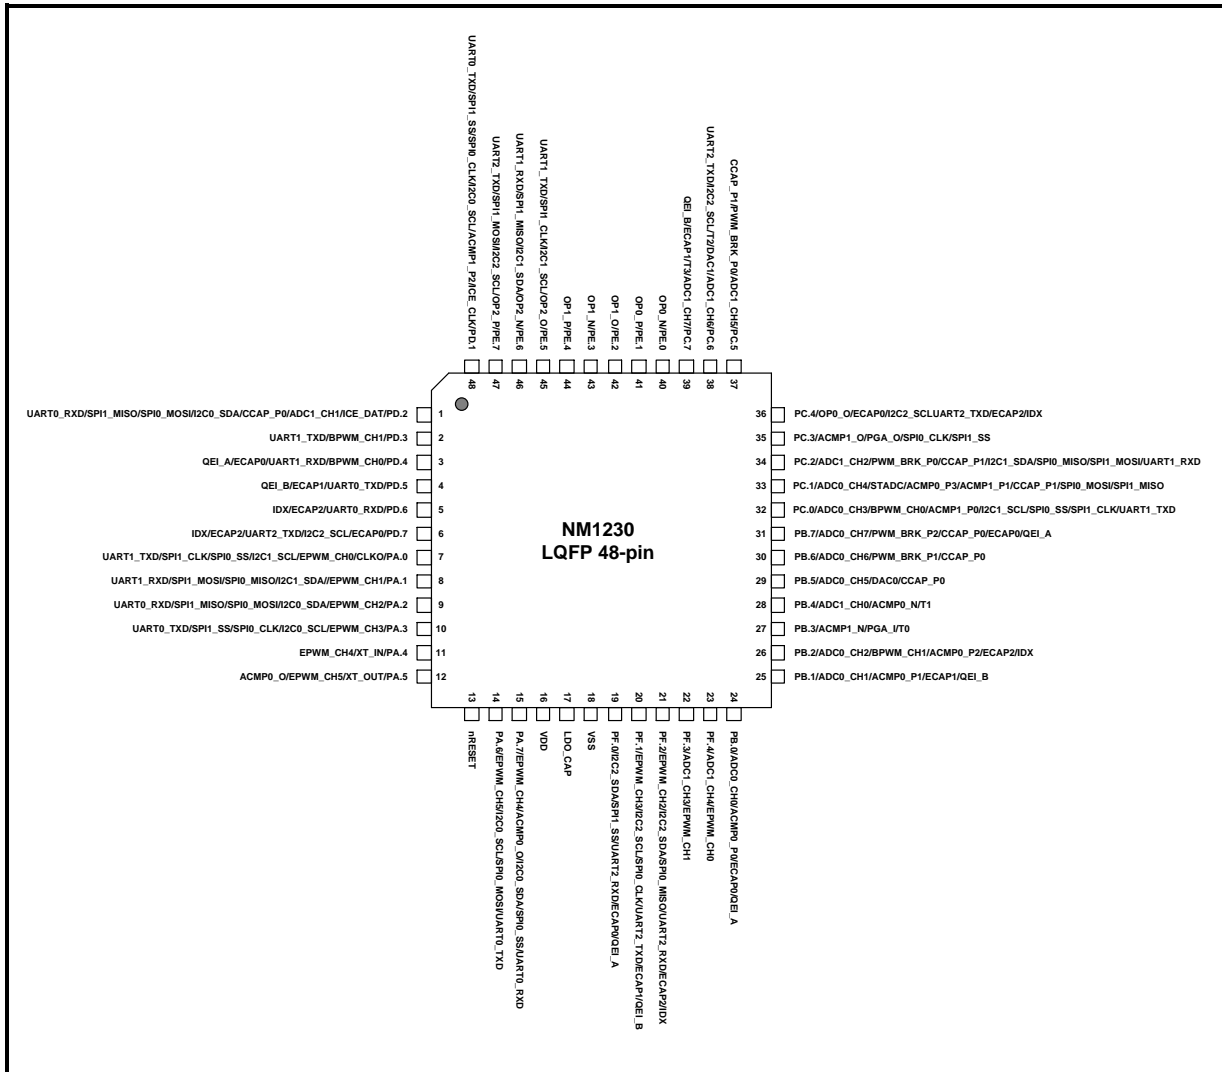 UART0_TXD/SPI1_SS/SPI0_CLK/I2C0_SCL/ACMP1_P2/ICE_CLK/PD.1
UART2_TXD/SPI1_MOSI/I2C2_SCL/OP2_P/PE.7
UART1_RXD/SPI1_MISO/I2C1_SDA/OP2_N/PE.6
UART1_TXD/SPI1_CLK/I2C1_SCL/OP2_O/PE.5
OP1_P/PE.4
OP1_N/PE.3
OP1_O/PE.2
OP0_P/PE.1
OP0_N/PE.0
QEI_B/ECAP1/T3/ADC1_CH7/PC.7
UART2_TXD/I2C2_SCL/T2/DAC1/ADC1_CH6/PC.6
CCAP_P1/PWM_BRK_P0/ADC1_CH5/PC.5
48 47 46 45 44 43 42 41 40 39 38 37
UART0_RXD/SPI1_MISO/SPI0_MOSI/I2C0_SDA/CCAP_P0/ADC1_CH1/ICE_DAT/PD.2 1
UART1_TXD/BPWM_CH1/PD.3 2
QEI_A/ECAP0/UART1_RXD/BPWM_CH0/PD.4 3
QEI_B/ECAP1/UART0_TXD/PD.5 4
IDX/ECAP2/UART0_RXD/PD.6 5
IDX/ECAP2/UART2_TXD/I2C2_SCL/ECAP0/PD.7 6
UART1_TXD/SPI1_CLK/SPI0_SS/I2C1_SCL/EPWM_CH0/CLKO/PA.0 7
UART1_RXD/SPI1_MOSI/SPI0_MISO/I2C1_SDA//EPWM_CH1/PA.1 8
UART0_RXD/SPI1_MISO/SPI0_MOSI/I2C0_SDA/EPWM_CH2/PA.2 9
UART0_TXD/SPI1_SS/SPI0_CLK/I2C0_SCL/EPWM_CH3/PA.3 10
EPWM_CH4/XT_IN/PA.4 11
ACMP0_O/EPWM_CH5/XT_OUT/PA.5 12
NM1230
LQFP 48-pin
36 PC.4/OP0_O/ECAP0/I2C2_SCLUART2_TXD/ECAP2/IDX
35 PC.3/ACMP1_O/PGA_O/SPI0_CLK/SPI1_SS
34 PC.2/ADC1_CH2/PWM_BRK_P0/CCAP_P1/I2C1_SDA/SPI0_MISO/SPI1_MOSI/UART1_RXD
33 PC.1/ADC0_CH4/STADC/ACMP0_P3/ACMP1_P1/CCAP_P1/SPI0_MOSI/SPI1_MISO
32 PC.0/ADC0_CH3/BPWM_CH0/ACMP1_P0/I2C1_SCL/SPI0_SS/SPI1_CLK/UART1_TXD
31 PB.7/ADC0_CH7/PWM_BRK_P2/CCAP_P0/ECAP0/QEI_A
30 PB.6/ADC0_CH6/PWM_BRK_P1/CCAP_P0
29 PB.5/ADC0_CH5/DAC0/CCAP_P0
28 PB.4/ADC1_CH0/ACMP0_N/T1
27 PB.3/ACMP1_N/PGA_I/T0
26 PB.2/ADC0_CH2/BPWM_CH1/ACMP0_P2/ECAP2/IDX
25 PB.1/ADC0_CH1/ACMP0_P1/ECAP1/QEI_B
13 14 15 16 17 18 19 20 21 22 23 24
nRESET
PA.6/EPWM_CH5/I2C0_SCL/SPI0_MOSI/UART0_TXD
PA.7/EPWM_CH4/ACMP0_O/I2C0_SDA/SPI0_SS/UART0_RXD
VDD
LDO_CAP
VSS
PF.0/I2C2_SDA/SPI1_SS/UART2_RXD/ECAP0/QEI_A
PF.1/EPWM_CH3/I2C2_SCL/SPI0_CLK/UART2_TXD/ECAP1/QEI_B
PF.2/EPWM_CH2/I2C2_SDA/SPI0_MISO/UART2_RXD/ECAP2/IDX
PF.3/ADC1_CH3/EPWM_CH1
PF.4/ADC1_CH4/EPWM_CH0
PB.0/ADC0_CH0/ACMP0_P0/ECAP0/QEI_A